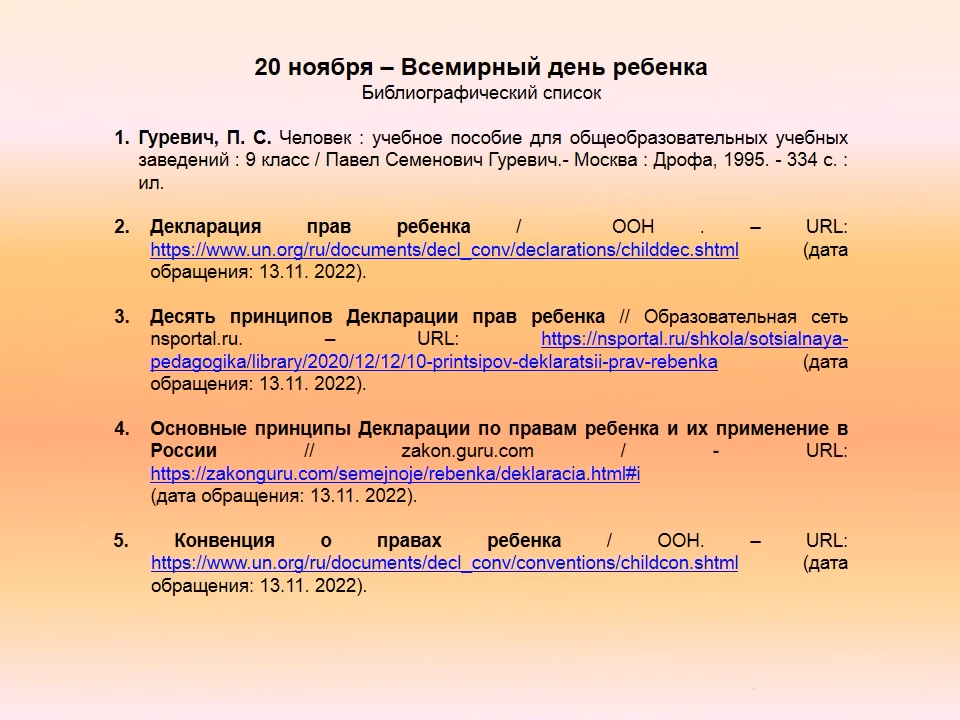 20 ноября – Всемирный день ребенка
Библиографический список
1. Гуревич, П. С. Человек : учебное пособие для общеобразовательных учебных
заведений : 9 класс / Павел Семенович Гуревич.- Москва : Дрофа, 1995. - 334 с. :
ил.
2. Декларация прав ребенка / ООН . – URL:
https://www.un.org/ru/documents/decl_conv/declarations/childdec.shtml (дата
обращения: 13.11. 2022).
3. Десять принципов Декларации прав ребенка // Образовательная сеть
nsportal.ru. – URL: https://nsportal.ru/shkola/sotsialnaya-
pedagogika/library/2020/12/12/10-printsipov-deklaratsii-prav-rebenka (дата
обращения: 13.11. 2022).
4. Основные принципы Декларации по правам ребенка и их применение в
России // zakon.guru.com / - URL:
https://zakonguru.com/semejnoje/rebenka/deklaracia.html#i
(дата обращения: 13.11. 2022).
5. Конвенция о правах ребенка / ООН. – URL:
https://www.un.org/ru/documents/decl_conv/conventions/childcon.shtml (дата
обращения: 13.11. 2022).